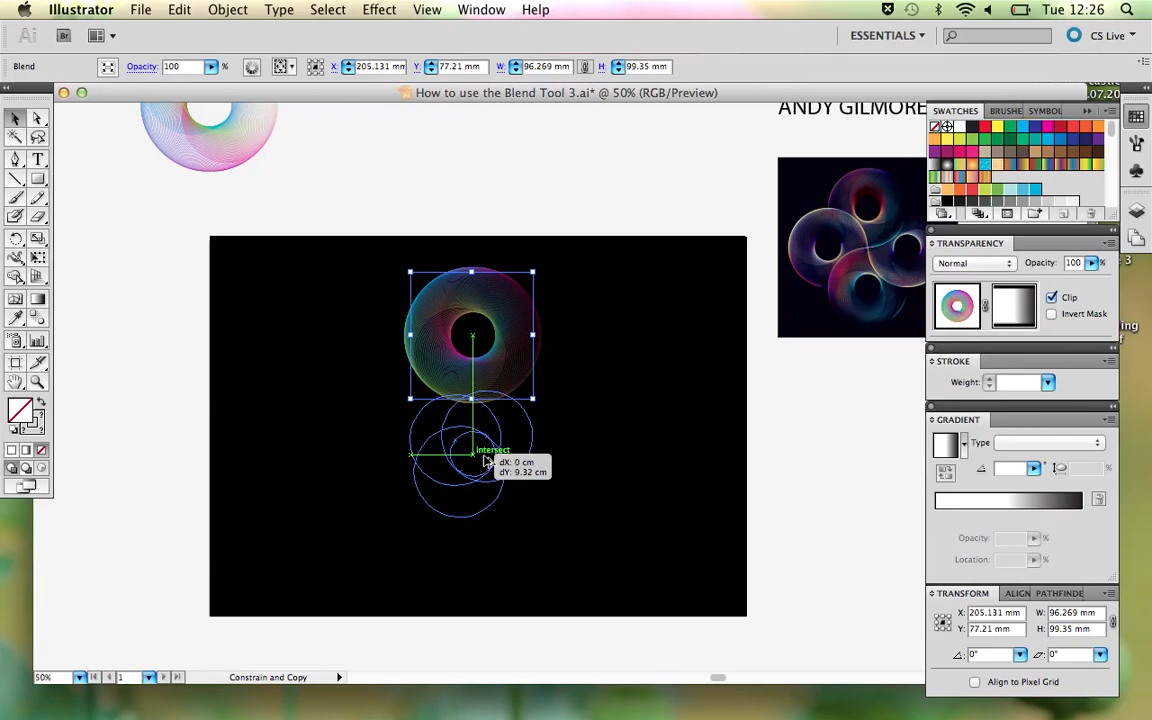 Illustrator File Edit Type Object Select Effect View Window Help Tue 12:26
Ai Br ESSENTIALS CS Live
Blend Opacity: 100 % X: 205.131 mm Y: 77.21 mm W: 96.269 mm H: 99.35 mm
How to use the Blend Tool 3.ai* @ 50% (RGB/Preview)
ANDY GILMORE
SWATCHES BRUSHE SYMBOL
TRANSPARENCY
Normal Opacity: 100 %
Clip
Invert Mask
STROKE
Weight:
GRADIENT
Type
%
Opacity: %
Location: %
intersect
dX: 0 cm
dY: 9.32 cm
TRANSFORM ALIGN PATHFINDE
X: 205.131 mm W: 96.269 mm
Y: 77.21 mm H: 99.35 mm
0° 0°
Align to Pixel Grid
50% 1 Constrain and Copy